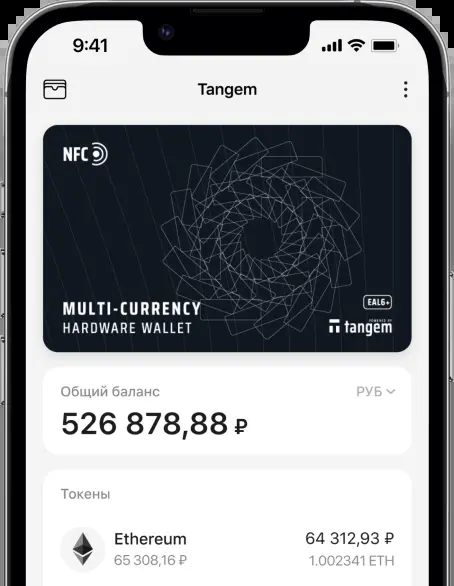 9:41
Tangem
NFC
MULTI-CURRENCY
HARDWARE WALLET
EAL6+
POWERED BY
tangem
Общий баланс
РУБ
526 878,88 ₽
Токены
Ethereum
64 312,93 ₽
65 308,16 ₽
1.002341 ETH